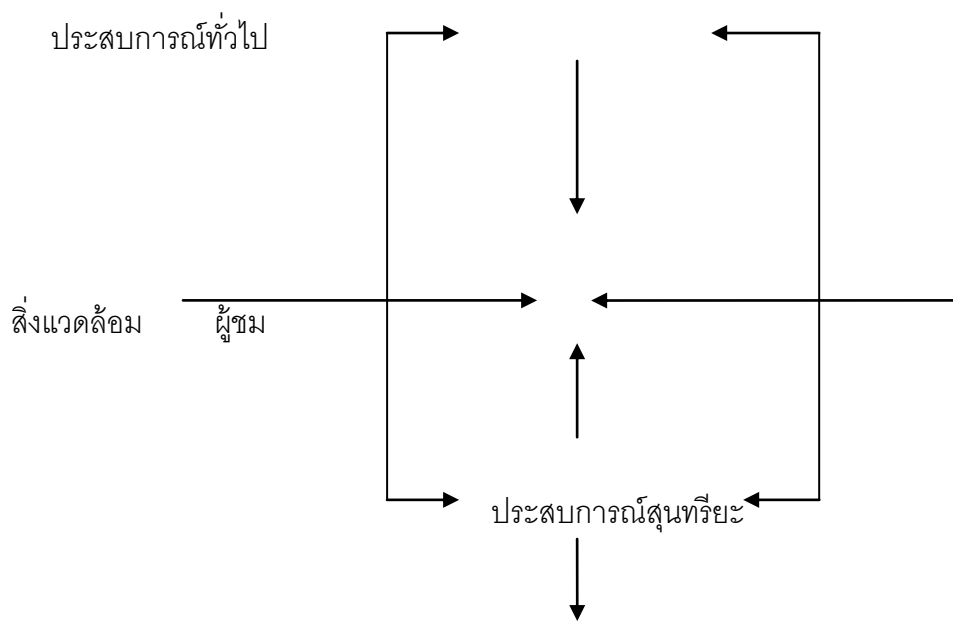 ประสบการณ์ทั่วไป
สิ่งแวดล้อม ผู้ชม
ประสบการณ์สุนทรียะ